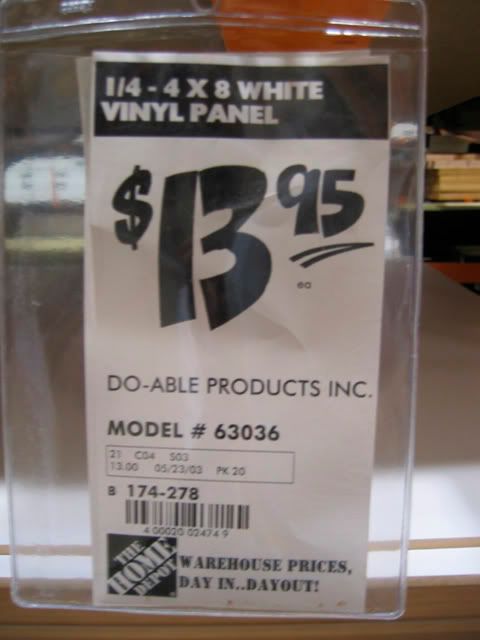 1/4 - 4 X 8 WHITE
VINYL PANEL
$13.95
ea
DO-ABLE PRODUCTS INC.
MODEL # 63036
21 C04 S03
13.00 05/23/03 PK 20
B 174-278
4 00020 02474 9
THE HOME DEPOT
WAREHOUSE PRICES,
DAY IN..DAYOUT!